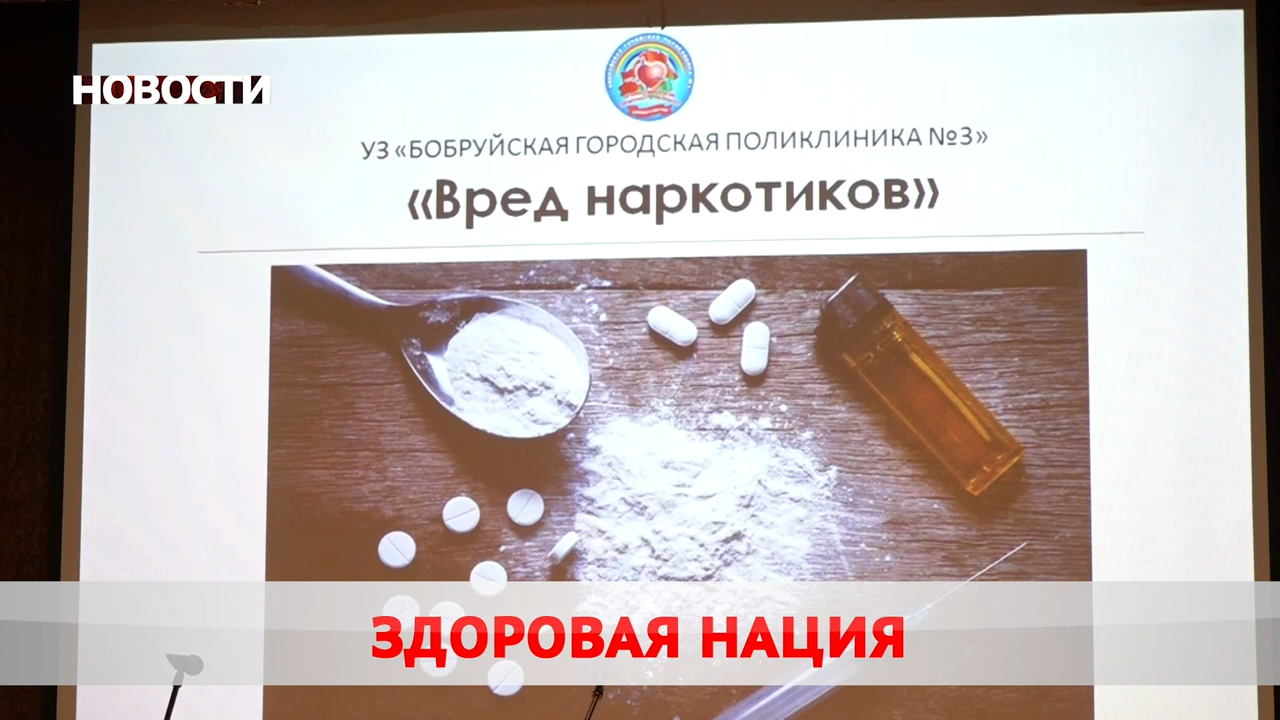 НОВОСТИ
УЗ «БОБРУЙСКАЯ ГОРОДСКАЯ ПОЛИКЛИНИКА №3»
«Вред наркотиков»
ЗДОРОВАЯ НАЦИЯ